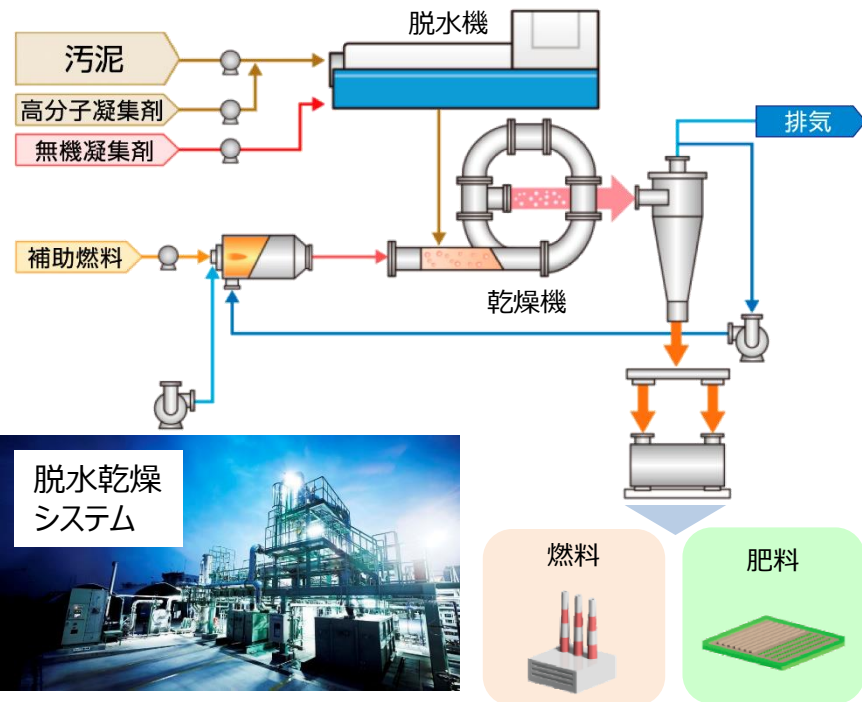 脱水機
汚泥
高分子凝集剤
無機凝集剤
排気
補助燃料
乾燥機
脱水乾燥
システム
燃料
肥料